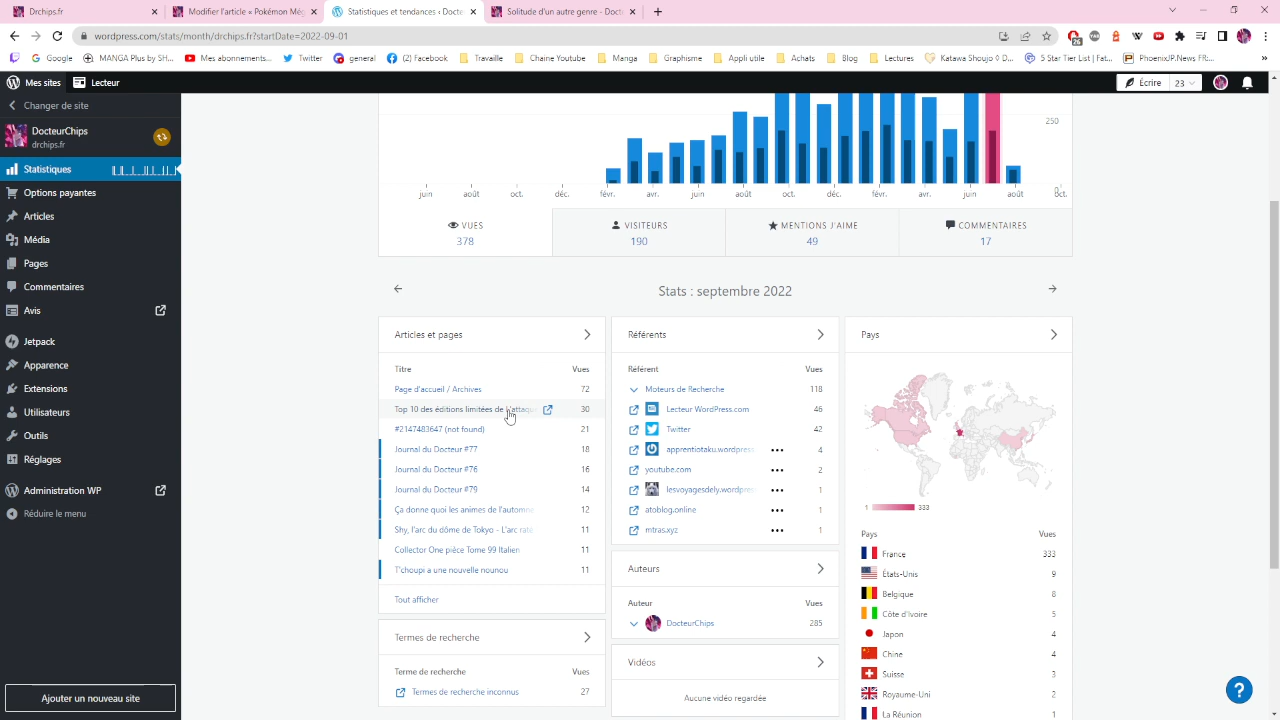 Drchips.fr
Modifier l'article « Pokémon Még
Statistiques et tendances ‹ Docte
Solitude d'un autre genre - Docte
wordpress.com/stats/month/drchips.fr?startDate=2022-09-01
26
Google
MANGA Plus by SH...
Mes abonnements...
Twitter
général
(2) Facebook
Travaille
Chaine Youtube
Manga
Graphisme
Appli utile
Achats
Blog
Lectures
Katawa Shoujo ◊ D...
5 Star Tier List | Fat...
PhoenixJP.News FR...
»
Mes sites
Lecteur
Écrire
23
Changer de site
DocteurChips
drchips.fr
Statistiques
Options payantes
Articles
Média
Pages
Commentaires
Avis
Jetpack
Apparence
Extensions
Utilisateurs
Outils
Réglages
Administration WP
Réduire le menu
Ajouter un nouveau site
250
0
juin août oct. déc. févr. avr. juin août oct. déc. févr. avr. juin août oct.
VUES
378
VISITEURS
190
MENTIONS J'AIME
49
COMMENTAIRES
17
Stats : septembre 2022
Articles et pages
Titre Vues
Page d'accueil / Archives 72
Top 10 des éditions limitées de L'attaqu 30
#2147483647 (not found) 21
Journal du Docteur #77 18
Journal du Docteur #76 16
Journal du Docteur #79 14
Ça donne quoi les animes de l'automne 12
Shy, l'arc du dôme de Tokyo - L'arc rate 11
Collector One pièce Tome 99 Italien 11
T'choupi a une nouvelle nounou 11
Tout afficher
Termes de recherche
Terme de recherche Vues
Termes de recherche inconnus 27
Référents
Référent Vues
Moteurs de Recherche 118
Lecteur WordPress.com 46
Twitter 42
apprentiotaku.wordpres 4
youtube.com 2
lesvoyagesdely.wordpres 1
atoblog.online 1
mtras.xyz 1
Auteurs
Auteur Vues
DocteurChips 285
Vidéos
Aucune vidéo regardée
Pays
1 333
Pays Vues
France 333
États-Unis 9
Belgique 8
Côte d'Ivoire 5
Japon 4
Chine 4
Suisse 3
Royaume-Uni 2
La Réunion 1
?